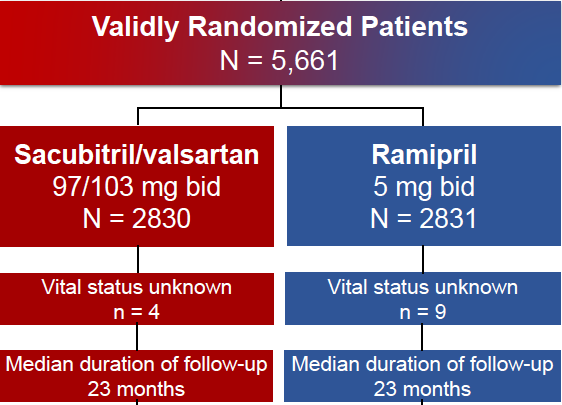 Validly Randomized Patients
N = 5,661
Sacubitril/valsartan
97/103 mg bid
N = 2830
Ramipril
5 mg bid
N = 2831
Vital status unknown
n = 4
Vital status unknown
n = 9
Median duration of follow-up
23 months
Median duration of follow-up
23 months